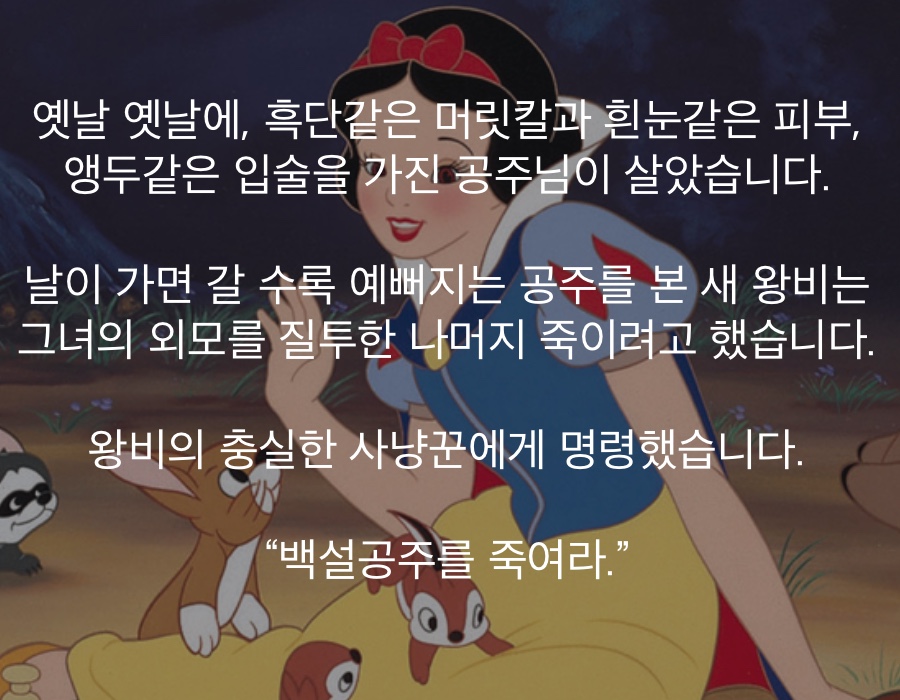 옛날 옛날에, 흑단같은 머릿칼과 흰눈같은 피부,
앵두같은 입술을 가진 공주님이 살았습니다.
날이 가면 갈 수록 예뻐지는 공주를 본 새 왕비는
그녀의 외모를 질투한 나머지 죽이려고 했습니다.
왕비의 충실한 사냥꾼에게 명령했습니다.
“백설공주를 죽여라.”